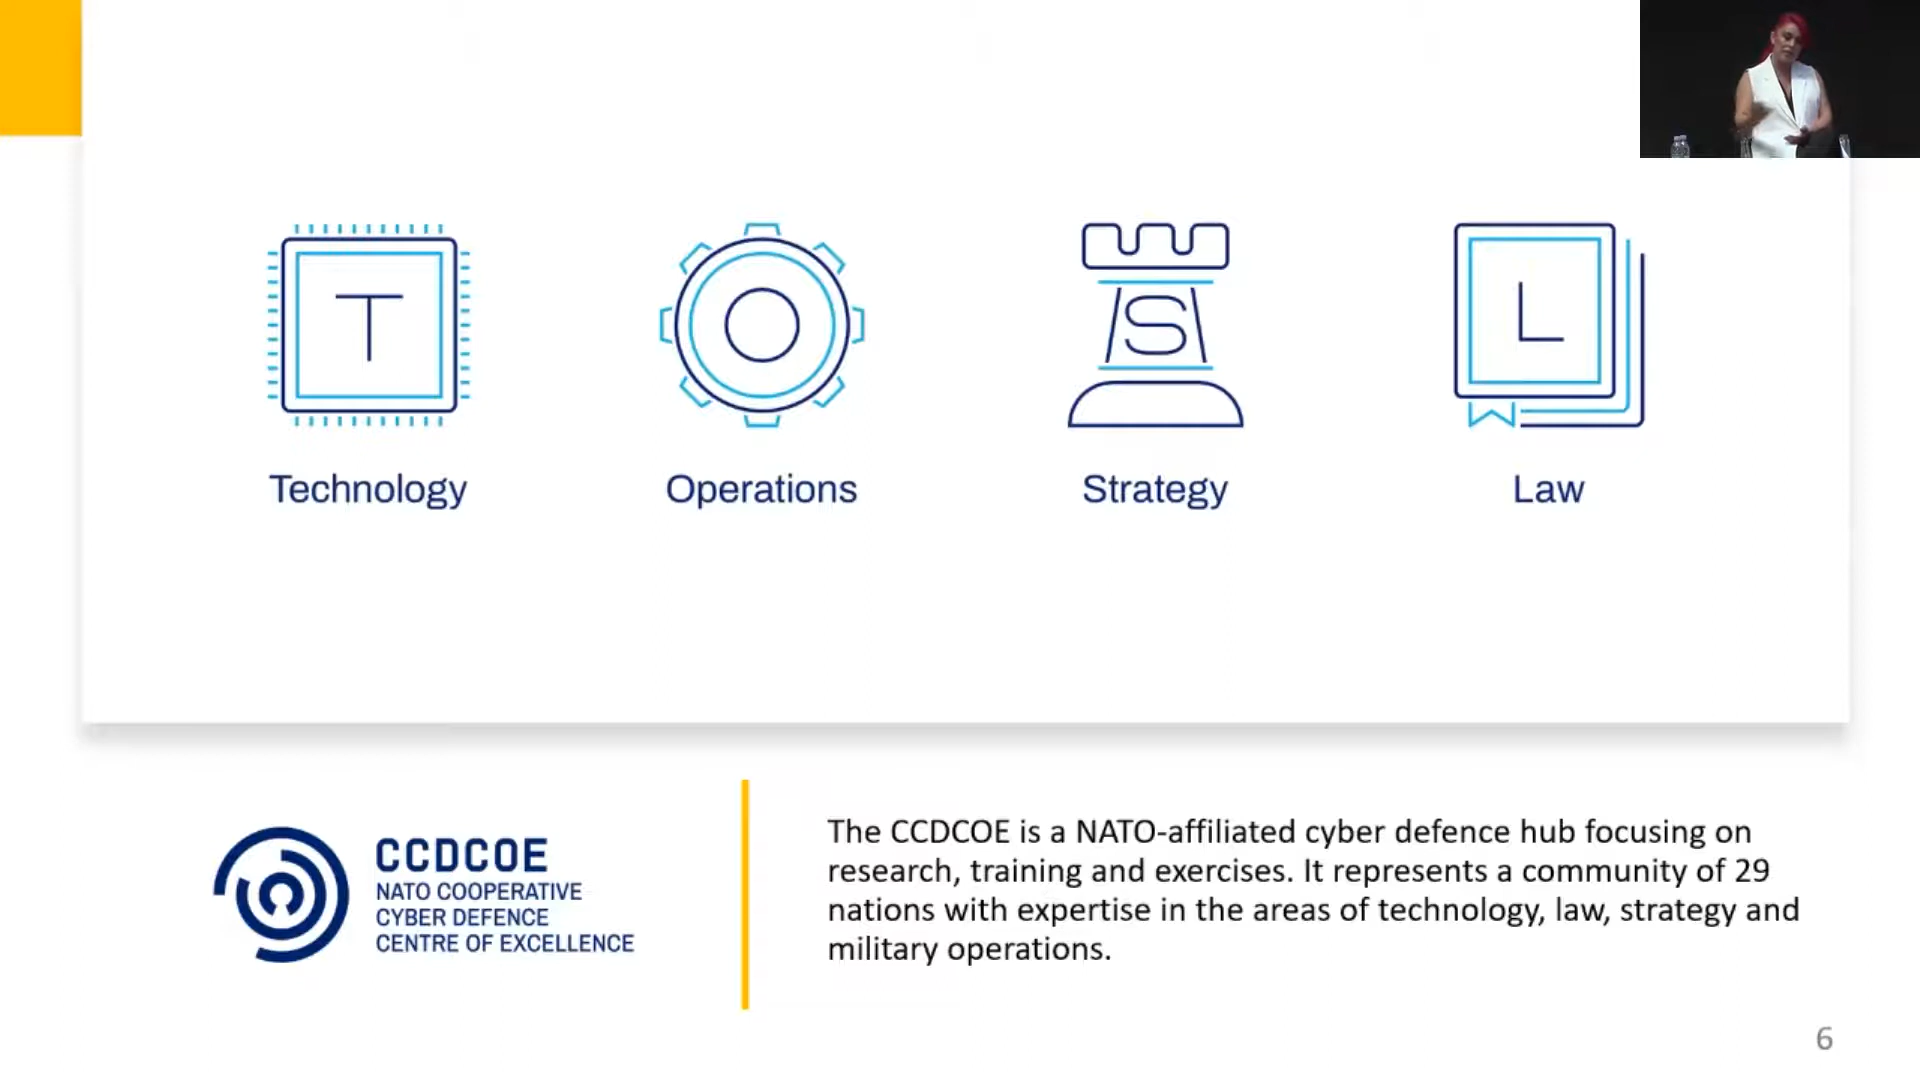 T
O
S
L
Technology
Operations
Strategy
Law
CCDCOE
NATO COOPERATIVE
CYBER DEFENCE
CENTRE OF EXCELLENCE
The CCDCOE is a NATO-affiliated cyber defence hub focusing on
research, training and exercises. It represents a community of 29
nations with expertise in the areas of technology, law, strategy and
military operations.
6